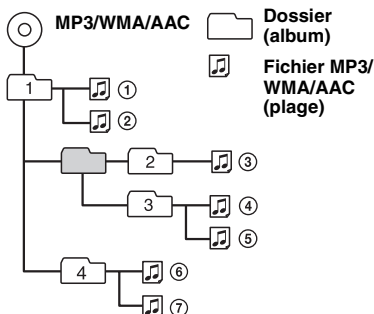 MP3/WMA/AAC
Dossier
(album)
Fichier MP3/
WMA/AAC
(plage)
1
①
②
2
③
3
④
⑤
4
⑥
⑦